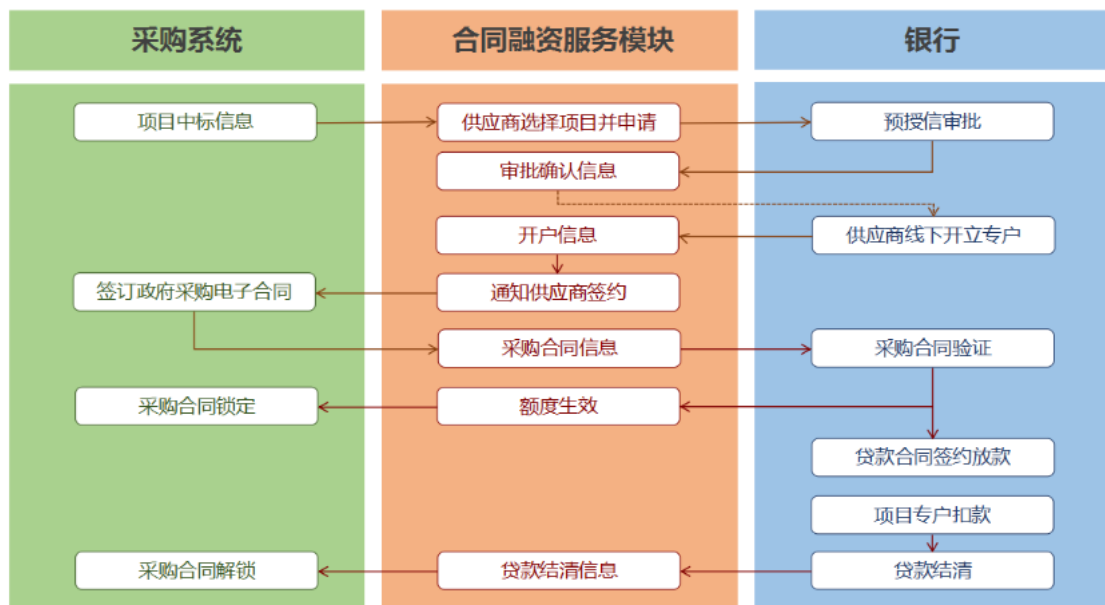 采购系统
合同融资服务模块
银行
项目中标信息
供应商选择项目并申请
预授信审批
审批确认信息
开户信息
供应商线下开立专户
签订政府采购电子合同
通知供应商签约
采购合同信息
采购合同验证
采购合同锁定
额度生效
贷款合同签约放款
项目专户扣款
采购合同解锁
贷款结清信息
贷款结清